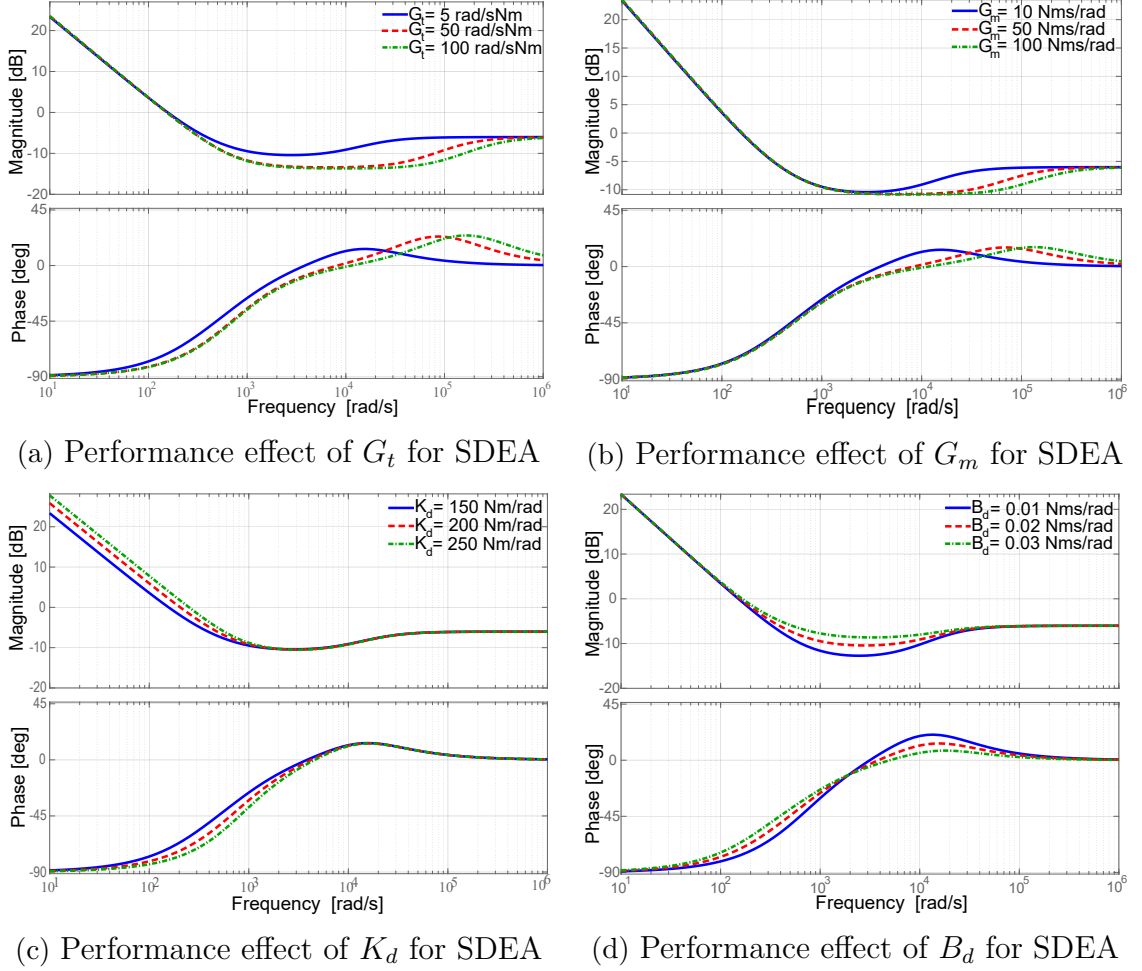 G_t= 5 rad/sNm
G_t= 50 rad/sNm
G_t= 100 rad/sNm
Magnitude [dB]
20
10
0
-10
-20
Phase [deg]
45
0
-45
-90
10^1 10^2 10^3 10^4 10^5 10^6
Frequency [rad/s]
(a) Performance effect of G_t for SDEA
G_m= 10 Nms/rad
G_m= 50 Nms/rad
G_m= 100 Nms/rad
Magnitude [dB]
20
15
10
5
0
-5
-10
Phase [deg]
45
0
-45
-90
10^1 10^2 10^3 10^4 10^5 10^6
Frequency [rad/s]
(b) Performance effect of G_m for SDEA
K_d= 150 Nm/rad
K_d= 200 Nm/rad
K_d= 250 Nm/rad
Magnitude [dB]
20
10
0
-10
-20
Phase [deg]
45
0
-45
-90
10^1 10^2 10^3 10^4 10^5 10^6
Frequency [rad/s]
(c) Performance effect of K_d for SDEA
B_d= 0.01 Nms/rad
B_d= 0.02 Nms/rad
B_d= 0.03 Nms/rad
Magnitude [dB]
20
10
0
-10
-20
Phase [deg]
45
0
-45
-90
10^1 10^2 10^3 10^4 10^5 10^6
Frequency [rad/s]
(d) Performance effect of B_d for SDEA